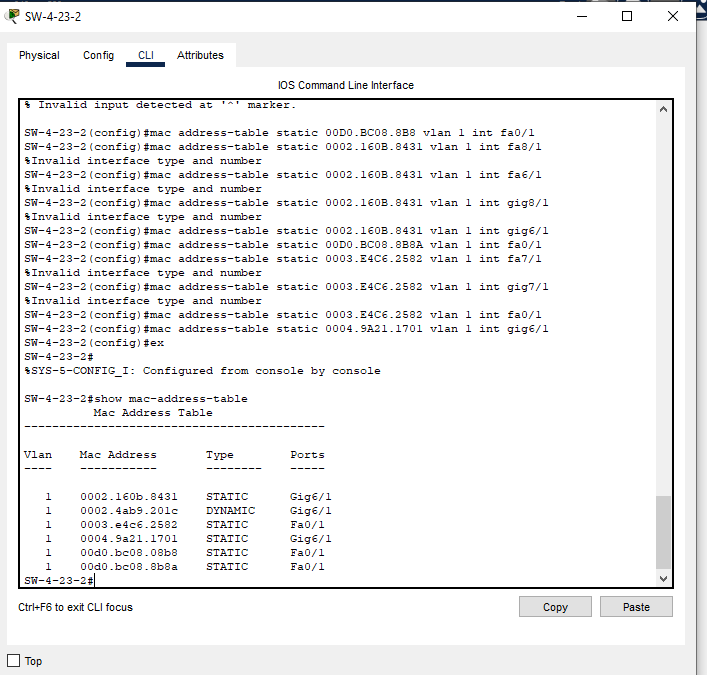 SW-4-23-2
Physical Config CLI Attributes
IOS Command Line Interface
% Invalid input detected at '^' marker.
SW-4-23-2(config)#mac address-table static 00D0.BC08.8B8 vlan 1 int fa0/1
SW-4-23-2(config)#mac address-table static 0002.160B.8431 vlan 1 int fa8/1
%Invalid interface type and number
SW-4-23-2(config)#mac address-table static 0002.160B.8431 vlan 1 int fa6/1
%Invalid interface type and number
SW-4-23-2(config)#mac address-table static 0002.160B.8431 vlan 1 int gig8/1
%Invalid interface type and number
SW-4-23-2(config)#mac address-table static 0002.160B.8431 vlan 1 int gig6/1
SW-4-23-2(config)#mac address-table static 00D0.BC08.8B8A vlan 1 int fa0/1
SW-4-23-2(config)#mac address-table static 0003.E4C6.2582 vlan 1 int fa7/1
%Invalid interface type and number
SW-4-23-2(config)#mac address-table static 0003.E4C6.2582 vlan 1 int gig7/1
%Invalid interface type and number
SW-4-23-2(config)#mac address-table static 0003.E4C6.2582 vlan 1 int fa0/1
SW-4-23-2(config)#mac address-table static 0004.9A21.1701 vlan 1 int gig6/1
SW-4-23-2(config)#ex
SW-4-23-2#
%SYS-5-CONFIG_I: Configured from console by console
SW-4-23-2#show mac-address-table
Mac Address Table
-------------------------------------------
Vlan Mac Address Type Ports
---- ----------- -------- -----
1 0002.160b.8431 STATIC Gig6/1
1 0002.4ab9.201c DYNAMIC Gig6/1
1 0003.e4c6.2582 STATIC Fa0/1
1 0004.9a21.1701 STATIC Gig6/1
1 00d0.bc08.08b8 STATIC Fa0/1
1 00d0.bc08.8b8a STATIC Fa0/1
SW-4-23-2#
Ctrl+F6 to exit CLI focus
Copy Paste
Top